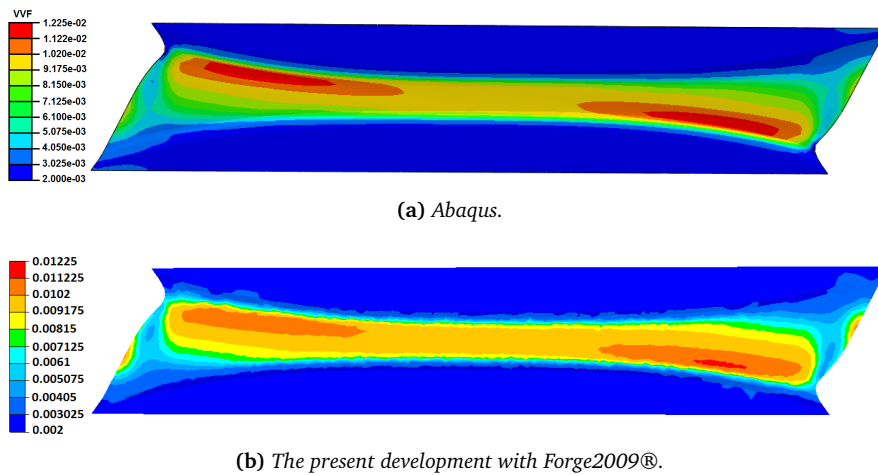 VVF
1.225e-02
1.122e-02
1.020e-02
9.175e-03
8.150e-03
7.125e-03
6.100e-03
5.075e-03
4.050e-03
3.025e-03
2.000e-03
(a) Abaqus.
0.01225
0.011225
0.0102
0.009175
0.00815
0.007125
0.0061
0.005075
0.00405
0.003025
0.002
(b) The present development with Forge2009®.